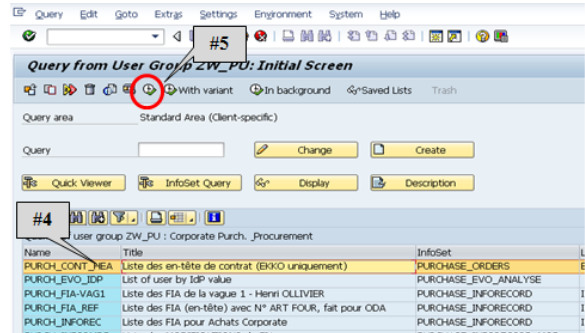 Query Edit Goto Extras Settings Environment System Help
#5
Query from User Group ZW_PU: Initial Screen
With variant In background Saved Lists Trash
Query area Standard Area (Client-specific)
Query Change Create
Quick Viewer InfoSet Query Display Description
#4
of user group ZW_PU : Corporate Purch. _Procurement
Name Title InfoSet
PURCH_CONT_HEA Liste des en-tête de contrat (EKKO uniquement) PURCHASE_ORDERS
PURCH_EVO_IDP List of user by IdP value PURCHASE_EVO_ANALYSE
PURCH_FIA-VAG1 Liste des FIA de la vague 1 - Henri OLLIVIER PURCHASE_INFORECORD
PURCH_FIA_REF Liste des FIA (en-tête) avec N° ART FOUR, fait pour ODA PURCHASE_INFORECORD
PURCH_INFOREC Liste des FIA pour Achats Corporate PURCHASE_INFORECORD